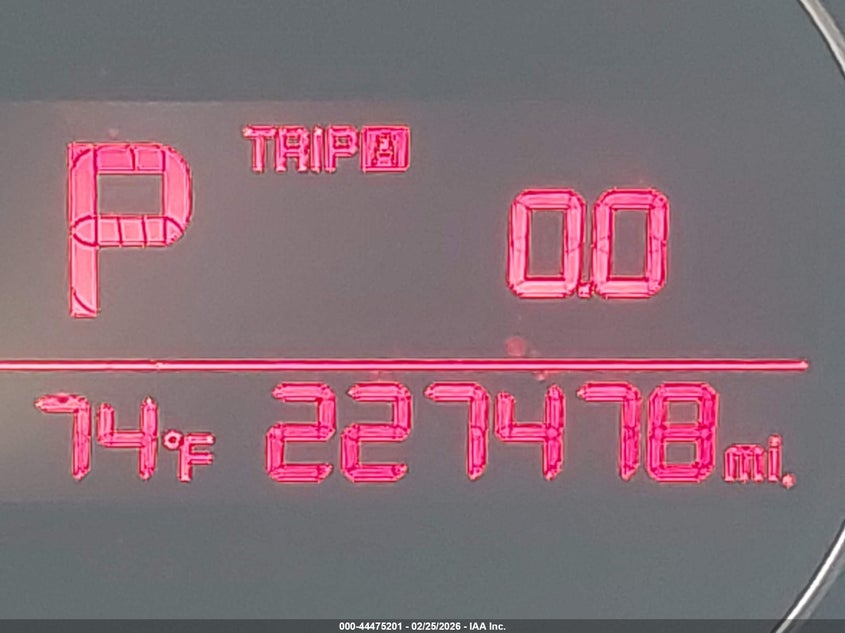 P TRIP A
0.0
74°F 227478 mi.
000-44475201 - 02/25/2026 - IAA Inc.